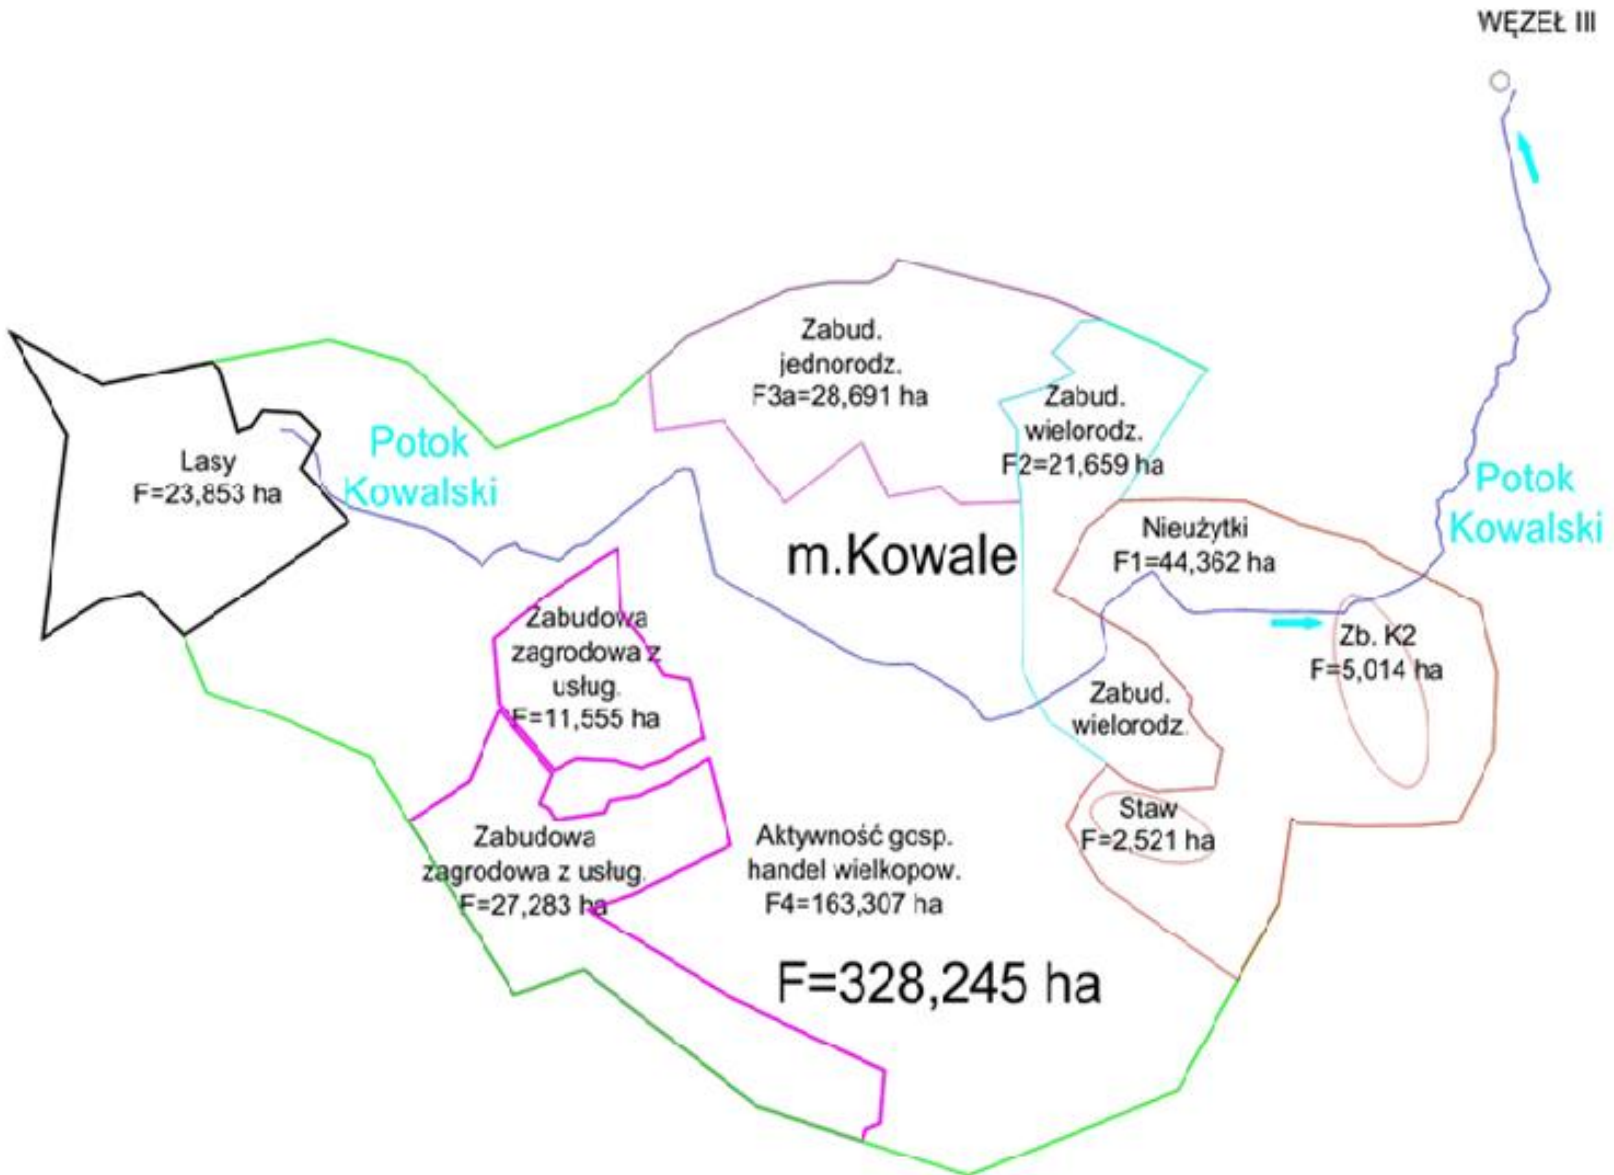 WĘZEŁ III
Zabud.
jednorodz.
F3a=28,691 ha
Zabud.
wielorodz.
F2=21,659 ha
Potok
Kowalski
Lasy
F=23,853 ha
Potok
Kowalski
m.Kowale
Nieużytki
F1=44,362 ha
Zabudowa
zagrodowa z
usług.
F=11,555 ha
Zb. K2
F=5,014 ha
Zabud.
wielorodz.
Staw
F=2,521 ha
Zabudowa
zagrodowa z usług.
F=27,283 ha
Aktywność gosp.
handel wielkopow.
F4=163,307 ha
F=328,245 ha